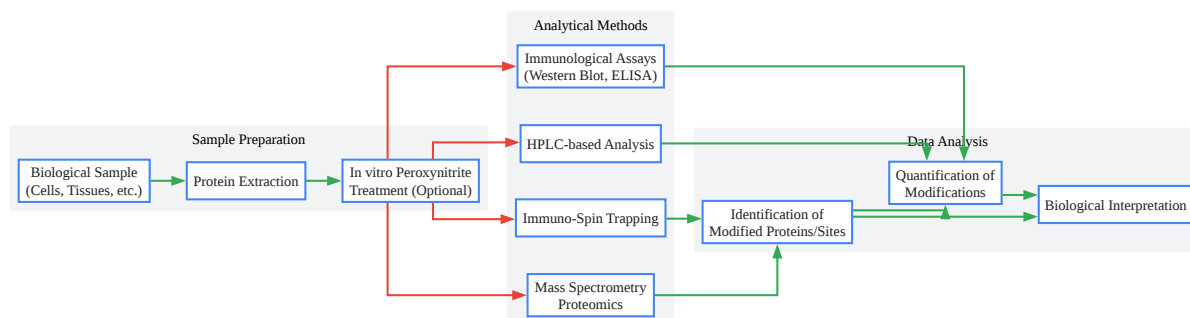 Sample Preparation
Biological Sample
(Cells, Tissues, etc.)
Protein Extraction
In vitro Peroxynitrite
Treatment (Optional)
Analytical Methods
Immunological Assays
(Western Blot, ELISA)
HPLC-based Analysis
Immuno-Spin Trapping
Mass Spectrometry
Proteomics
Data Analysis
Identification of
Modified Proteins/Sites
Quantification of
Modifications
Biological Interpretation